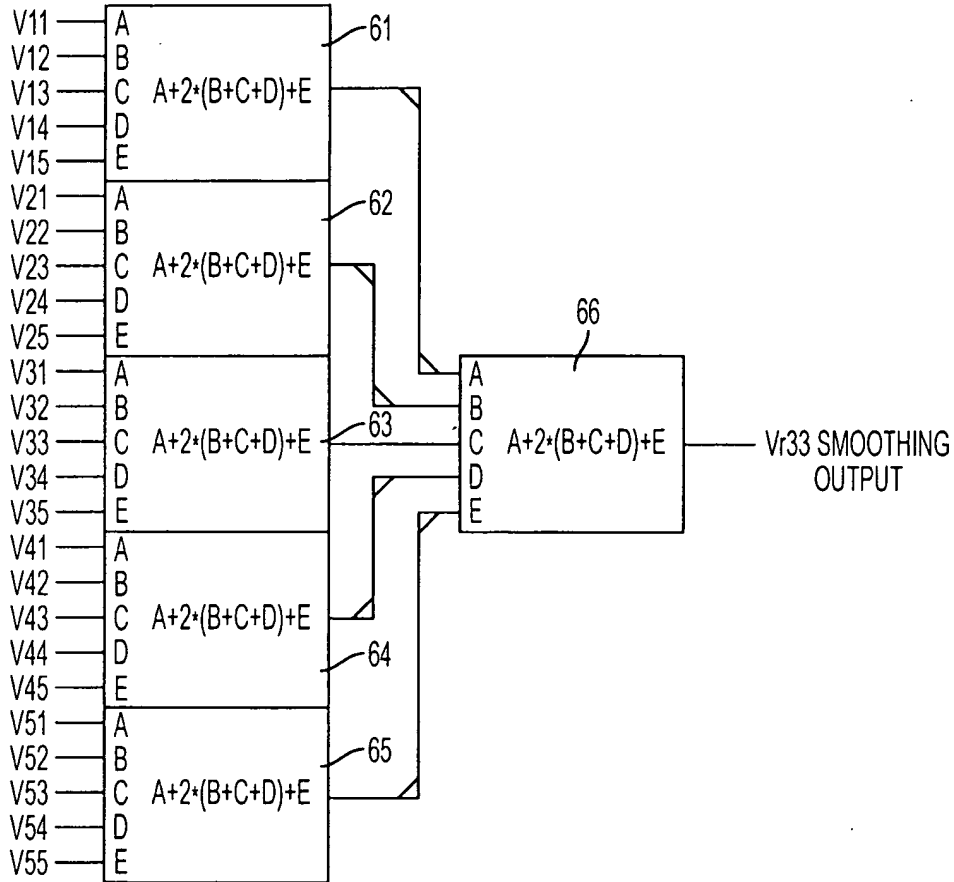 V11 A 61
V12 B
V13 C A+2*(B+C+D)+E
V14 D
V15 E
V21 A 62
V22 B
V23 C A+2*(B+C+D)+E
V24 D
V25 E
66
V31 A A
V32 B B
V33 C A+2*(B+C+D)+E 63 C A+2*(B+C+D)+E Vr33 SMOOTHING
V34 D D OUTPUT
V35 E E
V41 A
V42 B
V43 C A+2*(B+C+D)+E
V44 D 64
V45 E
V51 A
V52 B 65
V53 C A+2*(B+C+D)+E
V54 D
V55 E